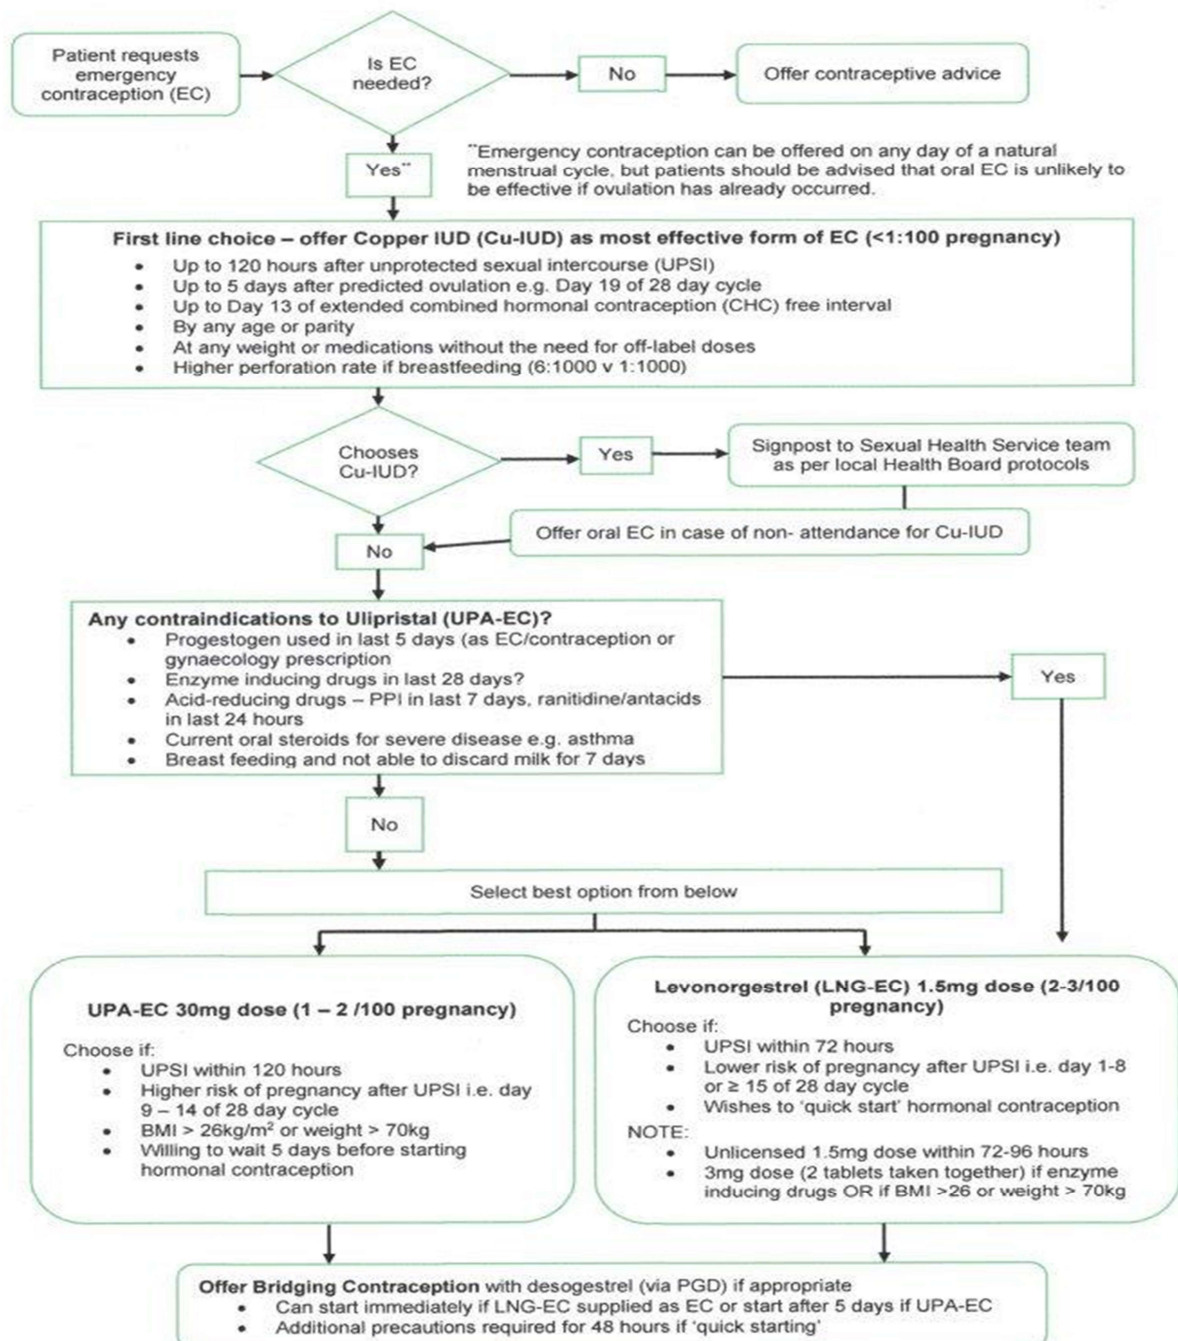 Patient requests
emergency
contraception (EC)
Is EC
needed?
No
Offer contraceptive advice
Yes**
**Emergency contraception can be offered on any day of a natural
menstrual cycle, but patients should be advised that oral EC is unlikely to
be effective if ovulation has already occurred.
First line choice – offer Copper IUD (Cu-IUD) as most effective form of EC (<1:100 pregnancy)
• Up to 120 hours after unprotected sexual intercourse (UPSI)
• Up to 5 days after predicted ovulation e.g. Day 19 of 28 day cycle
• Up to Day 13 of extended combined hormonal contraception (CHC) free interval
• By any age or parity
• At any weight or medications without the need for off-label doses
• Higher perforation rate if breastfeeding (6:1000 v 1:1000)
Chooses
Cu-IUD?
Yes
Signpost to Sexual Health Service team
as per local Health Board protocols
Offer oral EC in case of non- attendance for Cu-IUD
No
Any contraindications to Ulipristal (UPA-EC)?
• Progestogen used in last 5 days (as EC/contraception or
gynaecology prescription
• Enzyme inducing drugs in last 28 days?
• Acid-reducing drugs – PPI in last 7 days, ranitidine/antacids
in last 24 hours
• Current oral steroids for severe disease e.g. asthma
• Breast feeding and not able to discard milk for 7 days
Yes
No
Select best option from below
UPA-EC 30mg dose (1 – 2 /100 pregnancy)
Choose if:
• UPSI within 120 hours
• Higher risk of pregnancy after UPSI i.e. day
9 – 14 of 28 day cycle
• BMI > 26kg/m² or weight > 70kg
• Willing to wait 5 days before starting
hormonal contraception
Levonorgestrel (LNG-EC) 1.5mg dose (2-3/100
pregnancy)
Choose if:
• UPSI within 72 hours
• Lower risk of pregnancy after UPSI i.e. day 1-8
or ≥ 15 of 28 day cycle
• Wishes to 'quick start' hormonal contraception
NOTE:
• Unlicensed 1.5mg dose within 72-96 hours
• 3mg dose (2 tablets taken together) if enzyme
inducing drugs OR if BMI >26 or weight > 70kg
Offer Bridging Contraception with desogestrel (via PGD) if appropriate
• Can start immediately if LNG-EC supplied as EC or start after 5 days if UPA-EC
• Additional precautions required for 48 hours if 'quick starting'